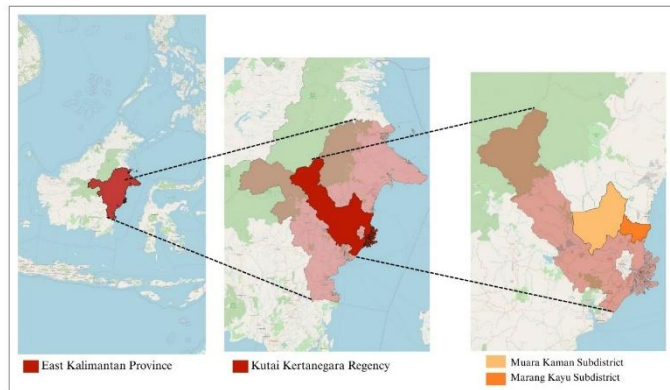 East Kalimantan Province
Kutai Kertanegara Regency
Muara Kaman Subdistrict
Marang Kayu Subdistrict